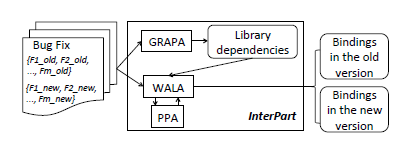 Bug Fix
{F1_old, F2_old,
..., Fm_old}
{F1_new, F2_new,
..., Fm_new}
GRAPA
Library
dependencies
WALA
PPA
InterPart
Bindings
in the old
version
Bindings
in the new
version